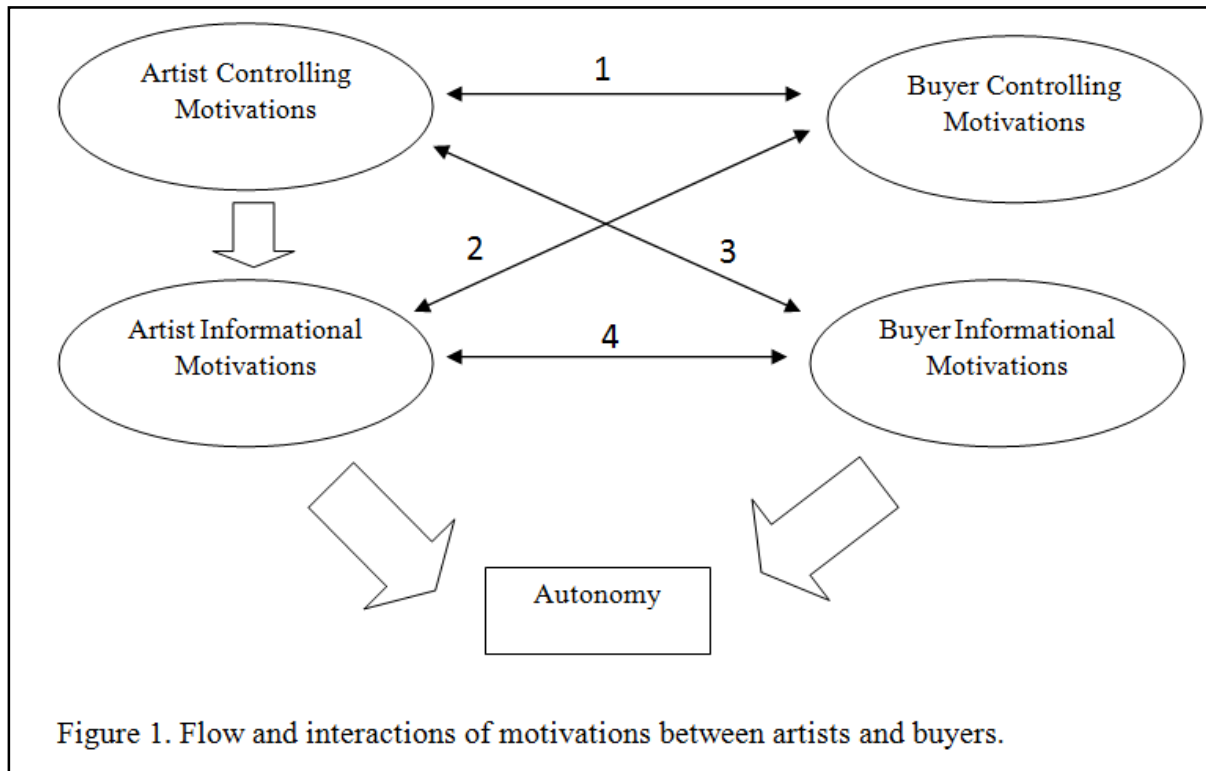 Artist Controlling
Motivations
1
Buyer Controlling
Motivations
2
3
Artist Informational
Motivations
4
Buyer Informational
Motivations
Autonomy
Figure 1. Flow and interactions of motivations between artists and buyers.